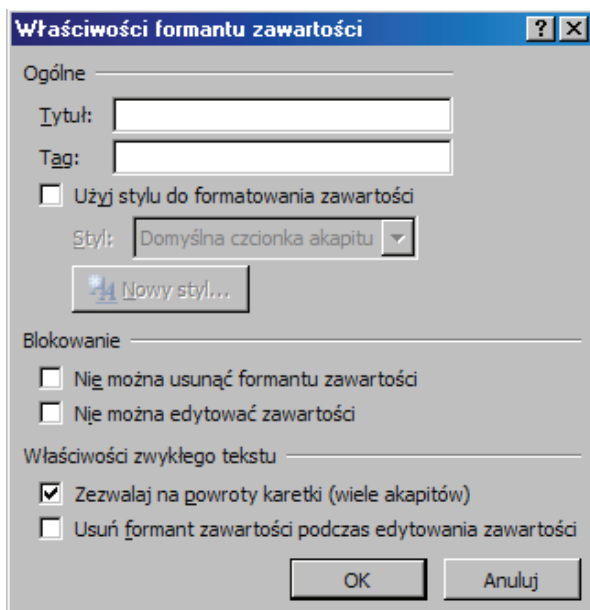 Właściwości formantu zawartości
Ogólne
Tytuł:
Tag:
Użyj stylu do formatowania zawartości
Styl: Domyślna czcionka akapitu
Nowy styl...
Blokowanie
Nie można usunąć formantu zawartości
Nie można edytować zawartości
Właściwości zwykłego tekstu
Zezwalaj na powroty karetki (wiele akapitów)
Usuń formant zawartości podczas edytowania zawartości
OK Anuluj